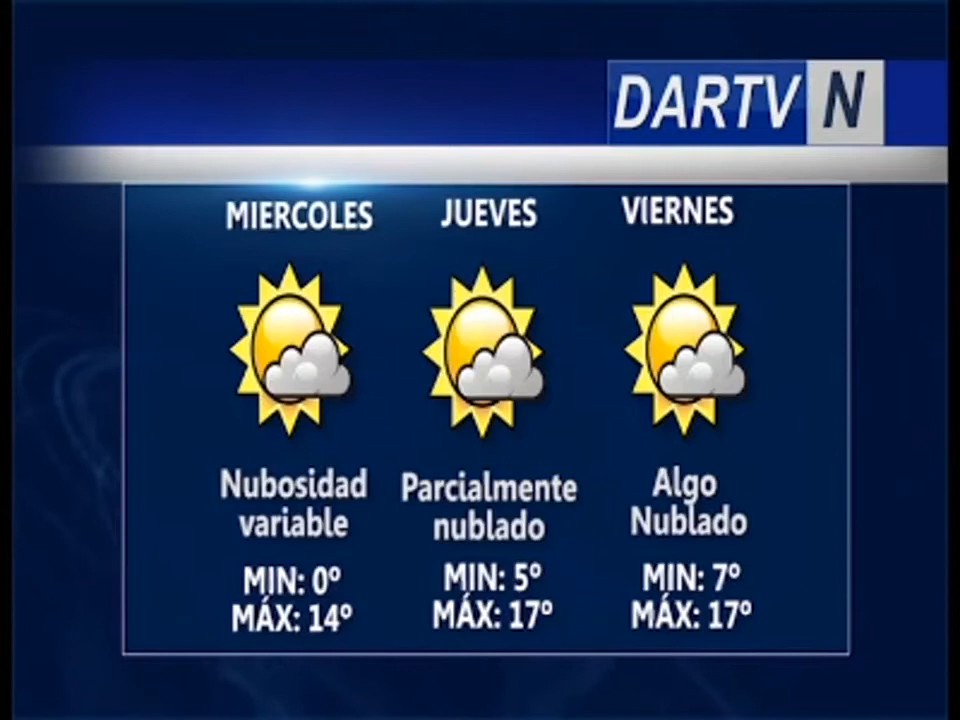 DARTV N
MIERCOLES
JUEVES
VIERNES
Nubosidad
variable
Parcialmente
nublado
Algo
Nublado
MIN: 0º
MÁX: 14º
MIN: 5º
MÁX: 17º
MIN: 7º
MÁX: 17º